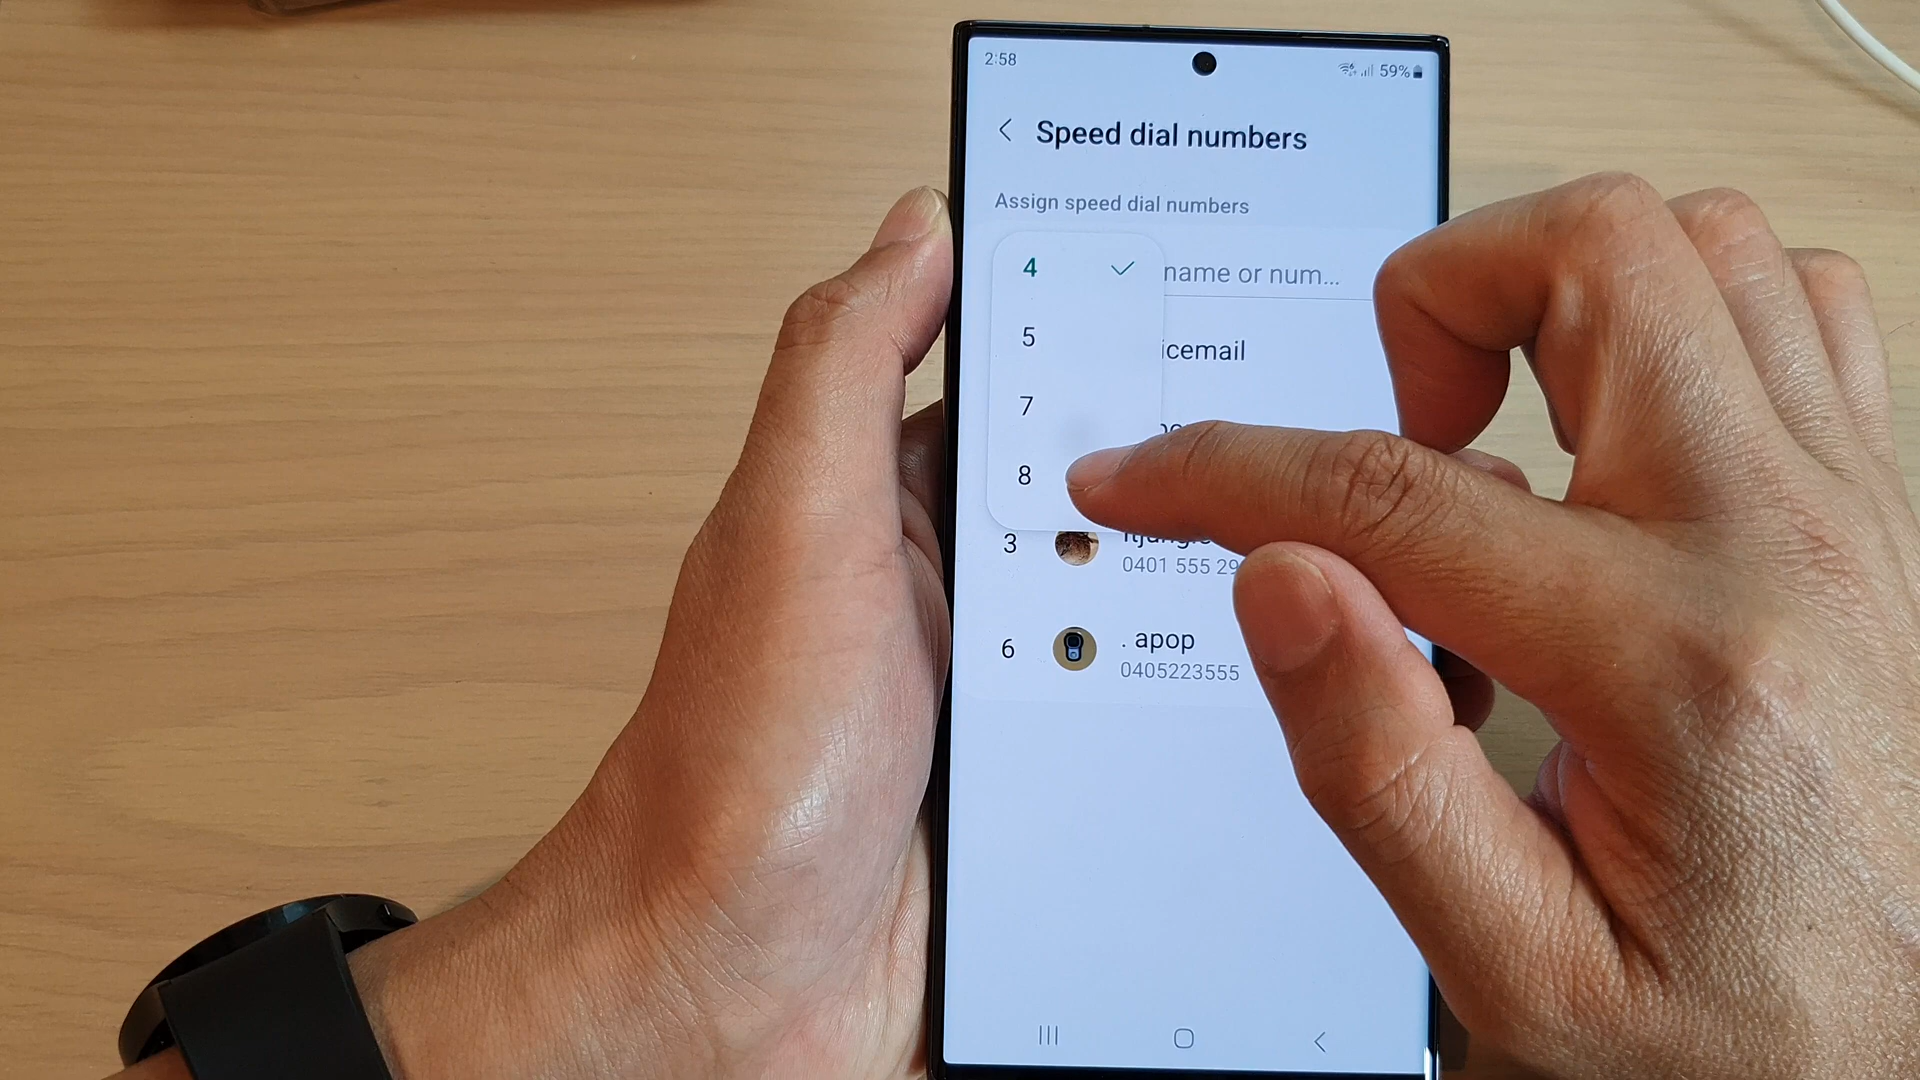 2:58
59%
Speed dial numbers
Assign speed dial numbers
4
name or num...
5
icemail
7
8
3
0401 555 29
6
. apop
0405223555